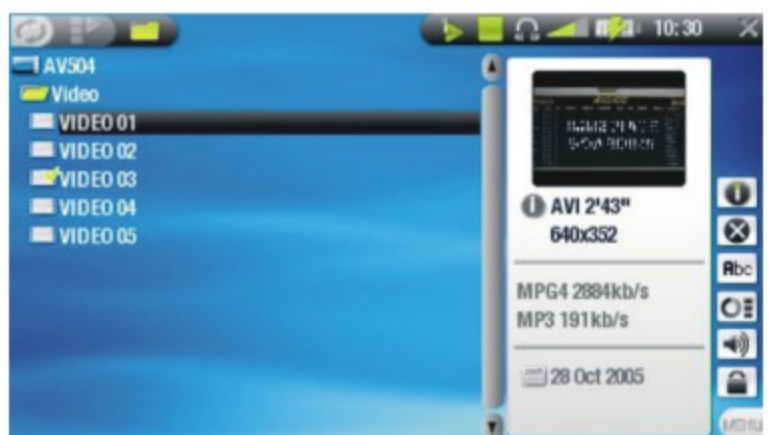 10:30
AV504
Video
VIDEO 01
VIDEO 02
VIDEO 03
VIDEO 04
VIDEO 05
AVI 2'43"
640x352
MPG4 2884kb/s
MP3 191kb/s
28 Oct 2005
Abc
MENU